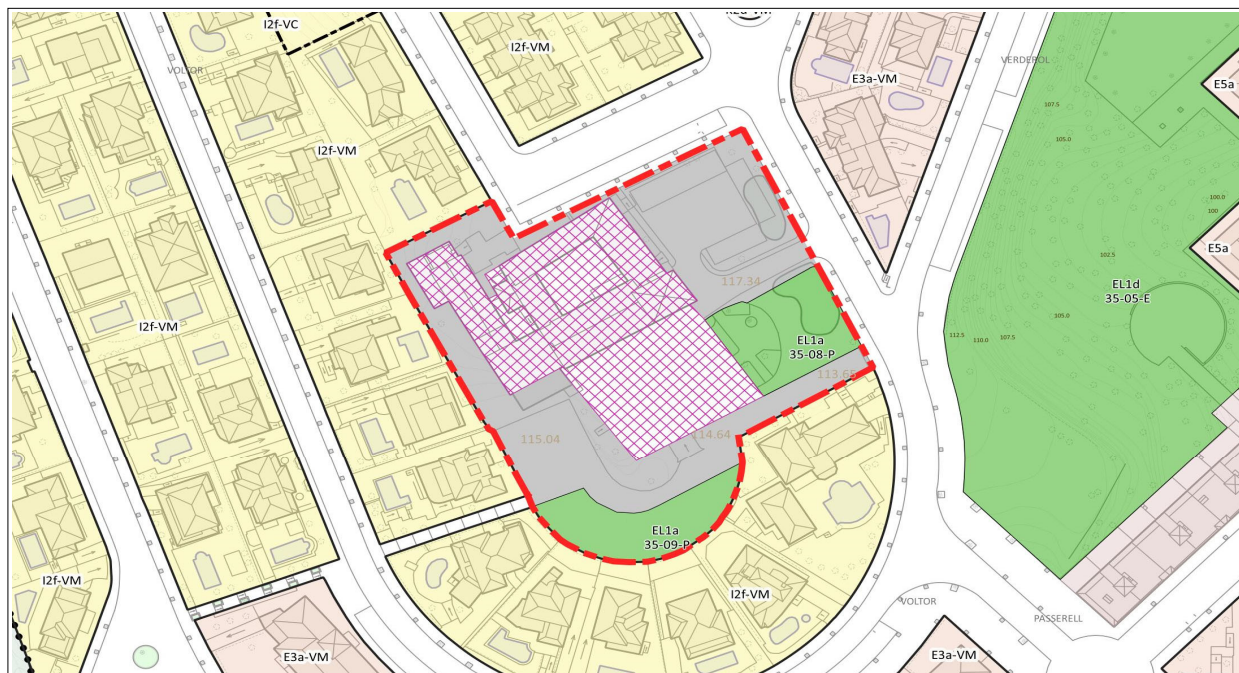 I2f-VC
R2a-VM
I2f-VM
VOLTOR
VERDEROL
E3a-VM
E5a
107.5
105.0
I2f-VM
100.0
100
E5a
102.5
EL1d
35-05-E
117.34
I2f-VM
105.0
112.5
110.0
107.5
EL1a
35-08-P
113.65
115.04
114.64
EL1a
35-09-P
I2f-VM
I2f-VM
VOLTOR
PASSERELL
E3a-VM
E3a-VM